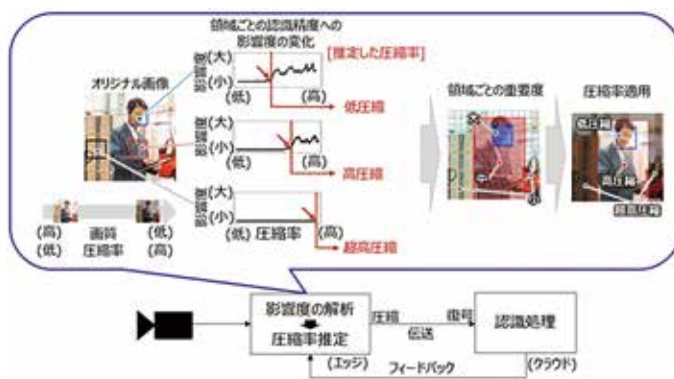 領域ごとの認識精度への
影響度の変化
オリジナル画像
影響度
(大)
(小)
(低)
(高)
[推定した圧縮率]
低圧縮
影響度
(大)
(小)
(低)
(高)
高圧縮
影響度
(大)
(小)
(低)
圧縮率
(高)
超高圧縮
(高)
画質
(低)
(低)
圧縮率
(高)
領域ごとの重要度
大
中
小
圧縮率適用
低圧縮
高圧縮
超高圧縮
影響度の解析
圧縮率推定
(エッジ)
圧縮
伝送
復号
認識処理
(クラウド)
フィードバック